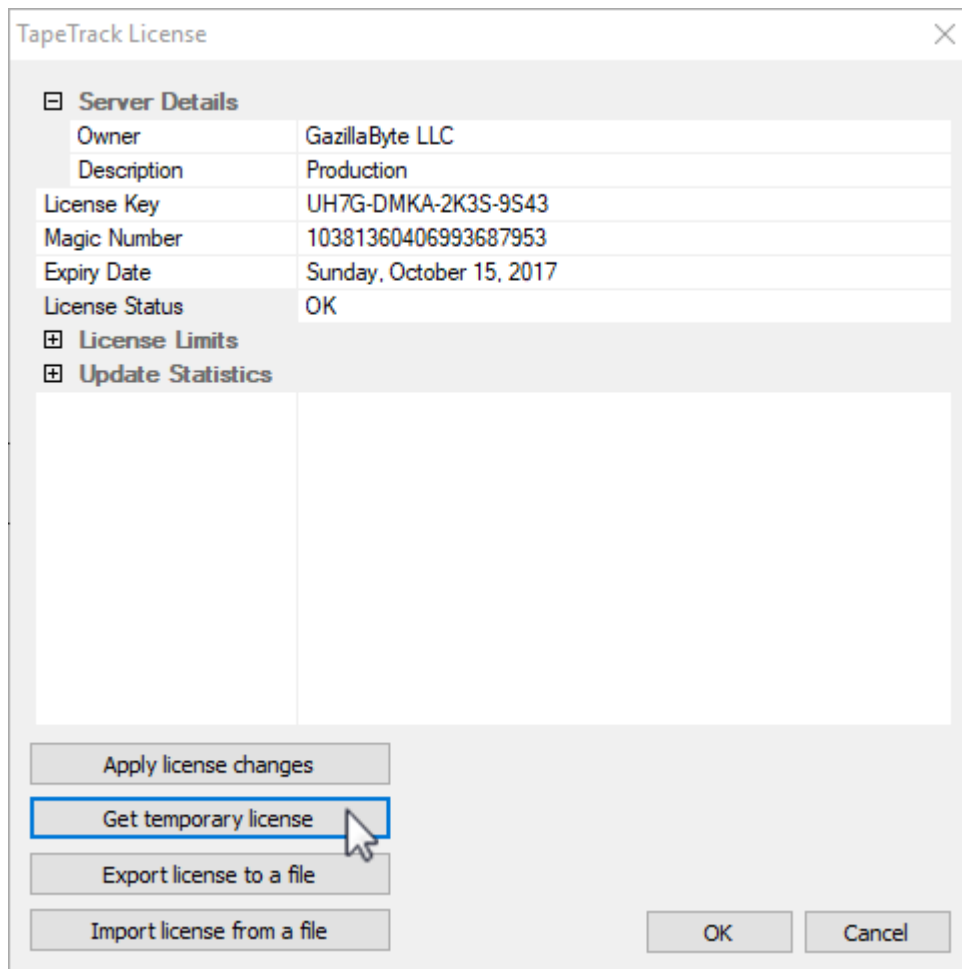 TapeTrack License
Server Details
Owner GazillaByte LLC
Description Production
License Key UH7G-DMKA-2K3S-9S43
Magic Number 10381360406993687953
Expiry Date Sunday, October 15, 2017
License Status OK
License Limits
Update Statistics
Apply license changes
Get temporary license
Export license to a file
Import license from a file
OK Cancel